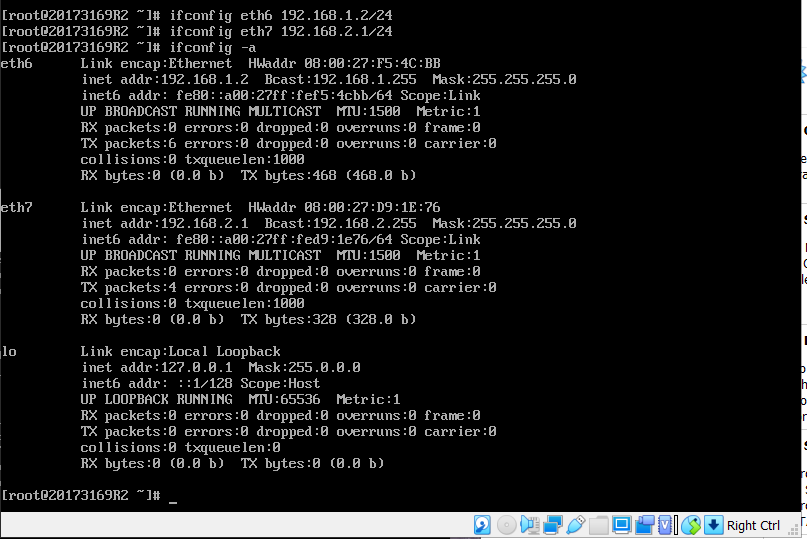 [root@20173169R2 ~]# ifconfig eth6 192.168.1.2/24
[root@20173169R2 ~]# ifconfig eth7 192.168.2.1/24
[root@20173169R2 ~]# ifconfig -a
eth6      Link encap:Ethernet  HWaddr 08:00:27:F5:4C:BB
          inet addr:192.168.1.2  Bcast:192.168.1.255  Mask:255.255.255.0
          inet6 addr: fe80::a00:27ff:fef5:4cbb/64 Scope:Link
          UP BROADCAST RUNNING MULTICAST  MTU:1500  Metric:1
          RX packets:0 errors:0 dropped:0 overruns:0 frame:0
          TX packets:6 errors:0 dropped:0 overruns:0 carrier:0
          collisions:0 txqueuelen:1000
          RX bytes:0 (0.0 b)  TX bytes:468 (468.0 b)
eth7      Link encap:Ethernet  HWaddr 08:00:27:D9:1E:76
          inet addr:192.168.2.1  Bcast:192.168.2.255  Mask:255.255.255.0
          inet6 addr: fe80::a00:27ff:fed9:1e76/64 Scope:Link
          UP BROADCAST RUNNING MULTICAST  MTU:1500  Metric:1
          RX packets:0 errors:0 dropped:0 overruns:0 frame:0
          TX packets:4 errors:0 dropped:0 overruns:0 carrier:0
          collisions:0 txqueuelen:1000
          RX bytes:0 (0.0 b)  TX bytes:328 (328.0 b)
lo        Link encap:Local Loopback
          inet addr:127.0.0.1  Mask:255.0.0.0
          inet6 addr: ::1/128 Scope:Host
          UP LOOPBACK RUNNING  MTU:65536  Metric:1
          RX packets:0 errors:0 dropped:0 overruns:0 frame:0
          TX packets:0 errors:0 dropped:0 overruns:0 carrier:0
          collisions:0 txqueuelen:0
          RX bytes:0 (0.0 b)  TX bytes:0 (0.0 b)
[root@20173169R2 ~]# _
Right Ctrl